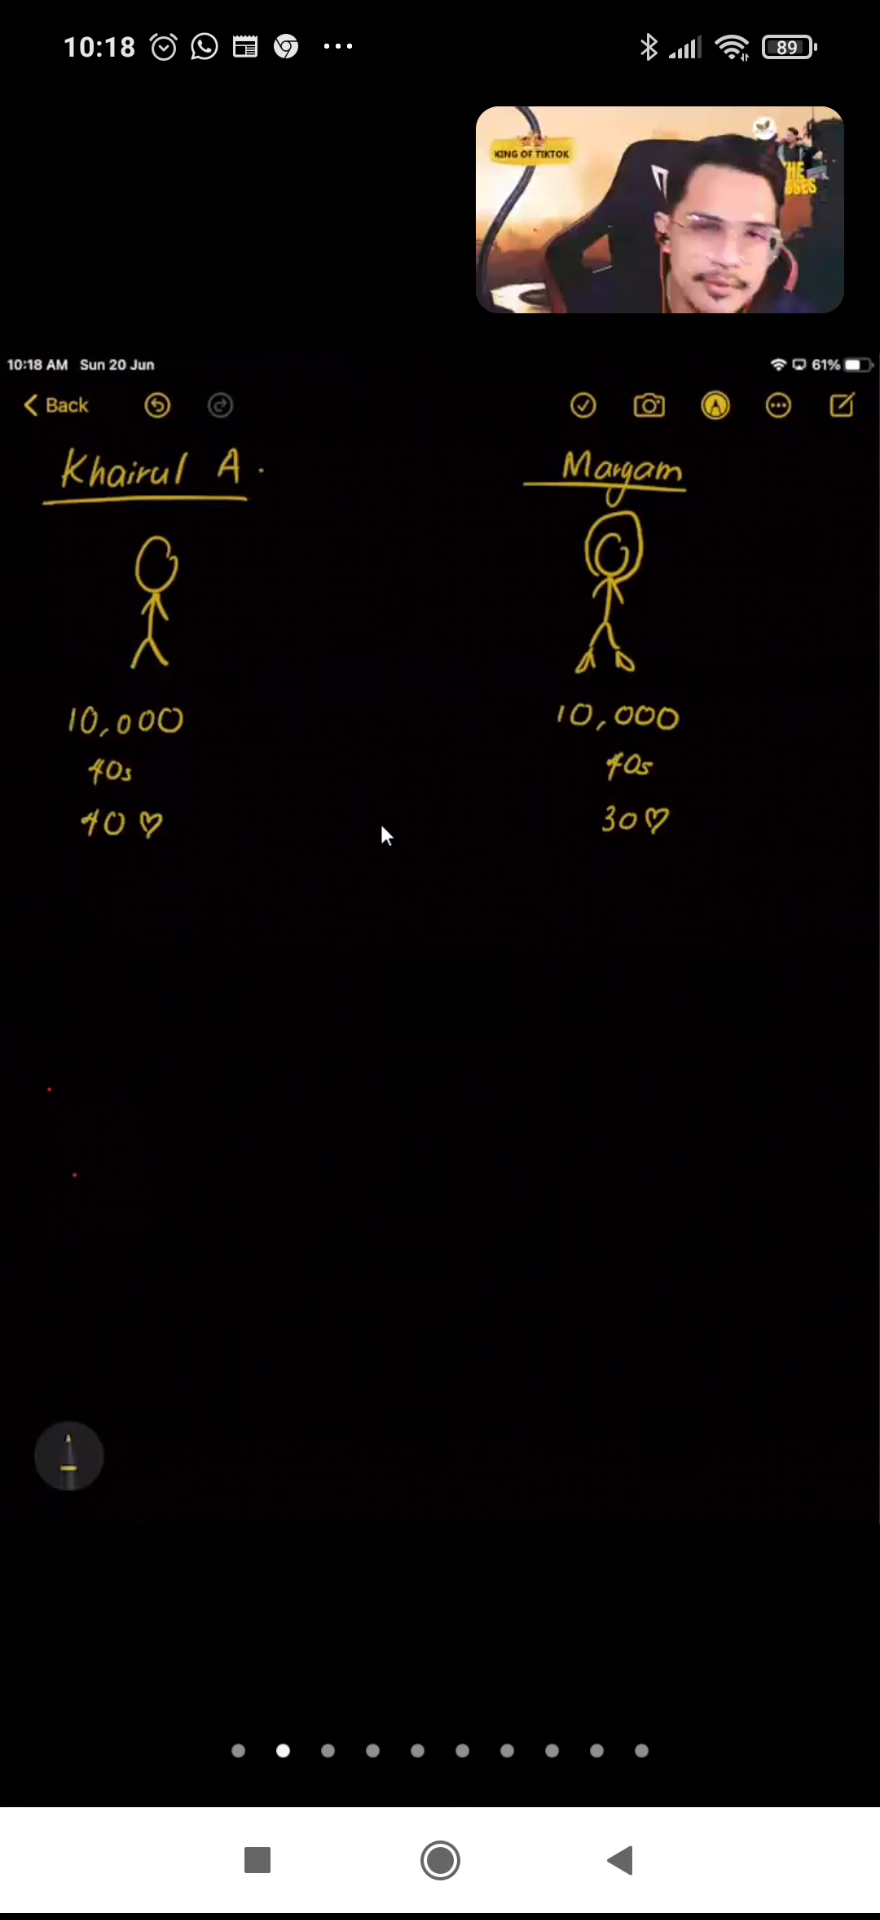 10:18
89
KING OF TIKTOK
10:18 AM Sun 20 Jun
61%
Back
Khairul A.
Maryam
10,000
10,000
40s
40s
40 ♡
30 ♡